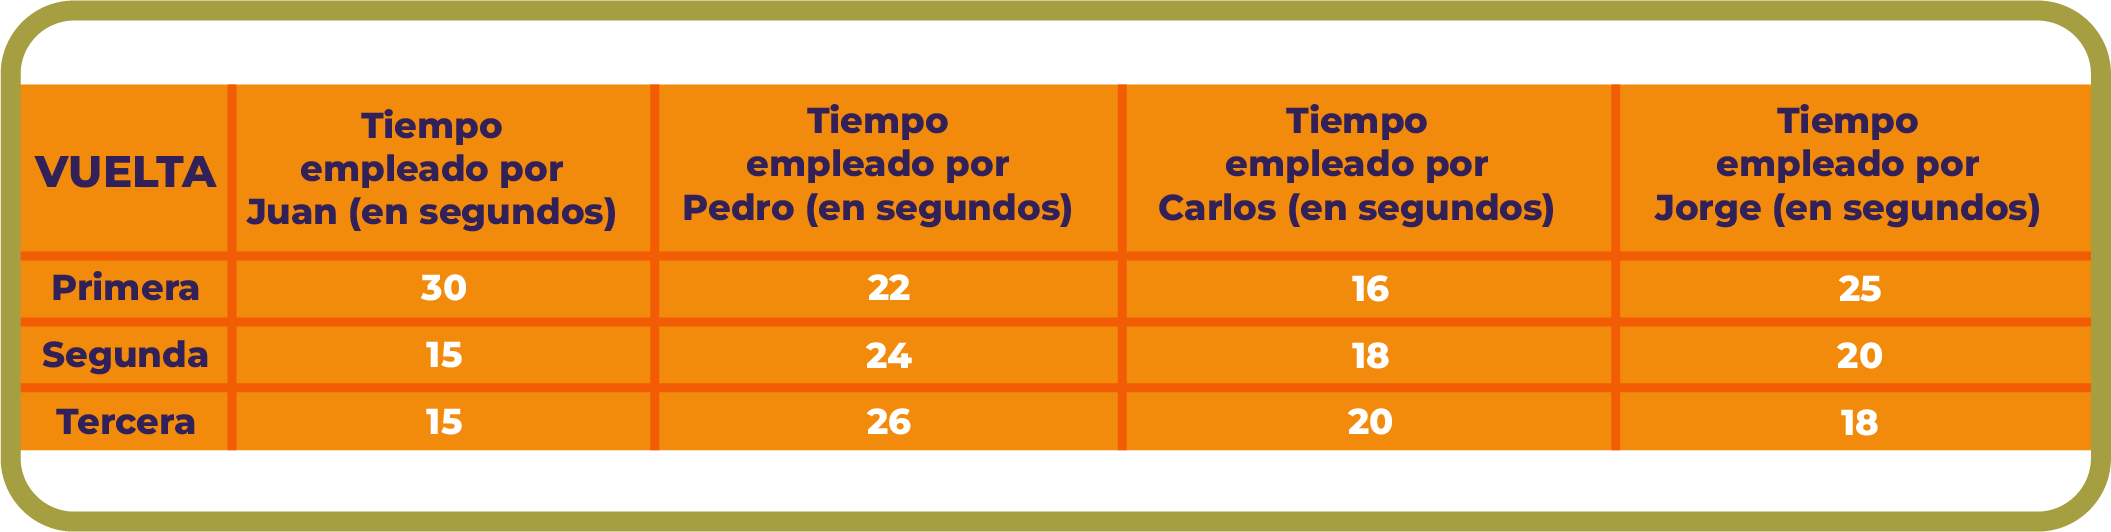 VUELTA
Tiempo
empleado por
Juan (en segundos)
Tiempo
empleado por
Pedro (en segundos)
Tiempo
empleado por
Carlos (en segundos)
Tiempo
empleado por
Jorge (en segundos)
Primera 30 22 16 25
Segunda 15 24 18 20
Tercera 15 26 20 18